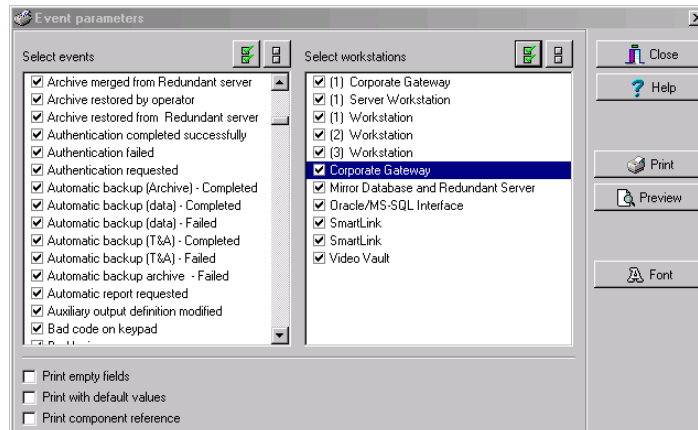 Event parameters
Select events
Archive merged from Redundant server
Archive restored by operator
Archive restored from Redundant server
Authentication completed successfully
Authentication failed
Authentication requested
Automatic backup (Archive) - Completed
Automatic backup (data) - Completed
Automatic backup (data) - Failed
Automatic backup (T&A) - Completed
Automatic backup (T&A) - Failed
Automatic backup archive - Failed
Automatic report requested
Auxiliary output definition modified
Bad code on keypad
Select workstations
(1) Corporate Gateway
(1) Server Workstation
(1) Workstation
(2) Workstation
(3) Workstation
Corporate Gateway
Mirror Database and Redundant Server
Oracle/MS-SQL Interface
SmartLink
SmartLink
Video Vault
Close
Help
Print
Preview
Font
Print empty fields
Print with default values
Print component reference